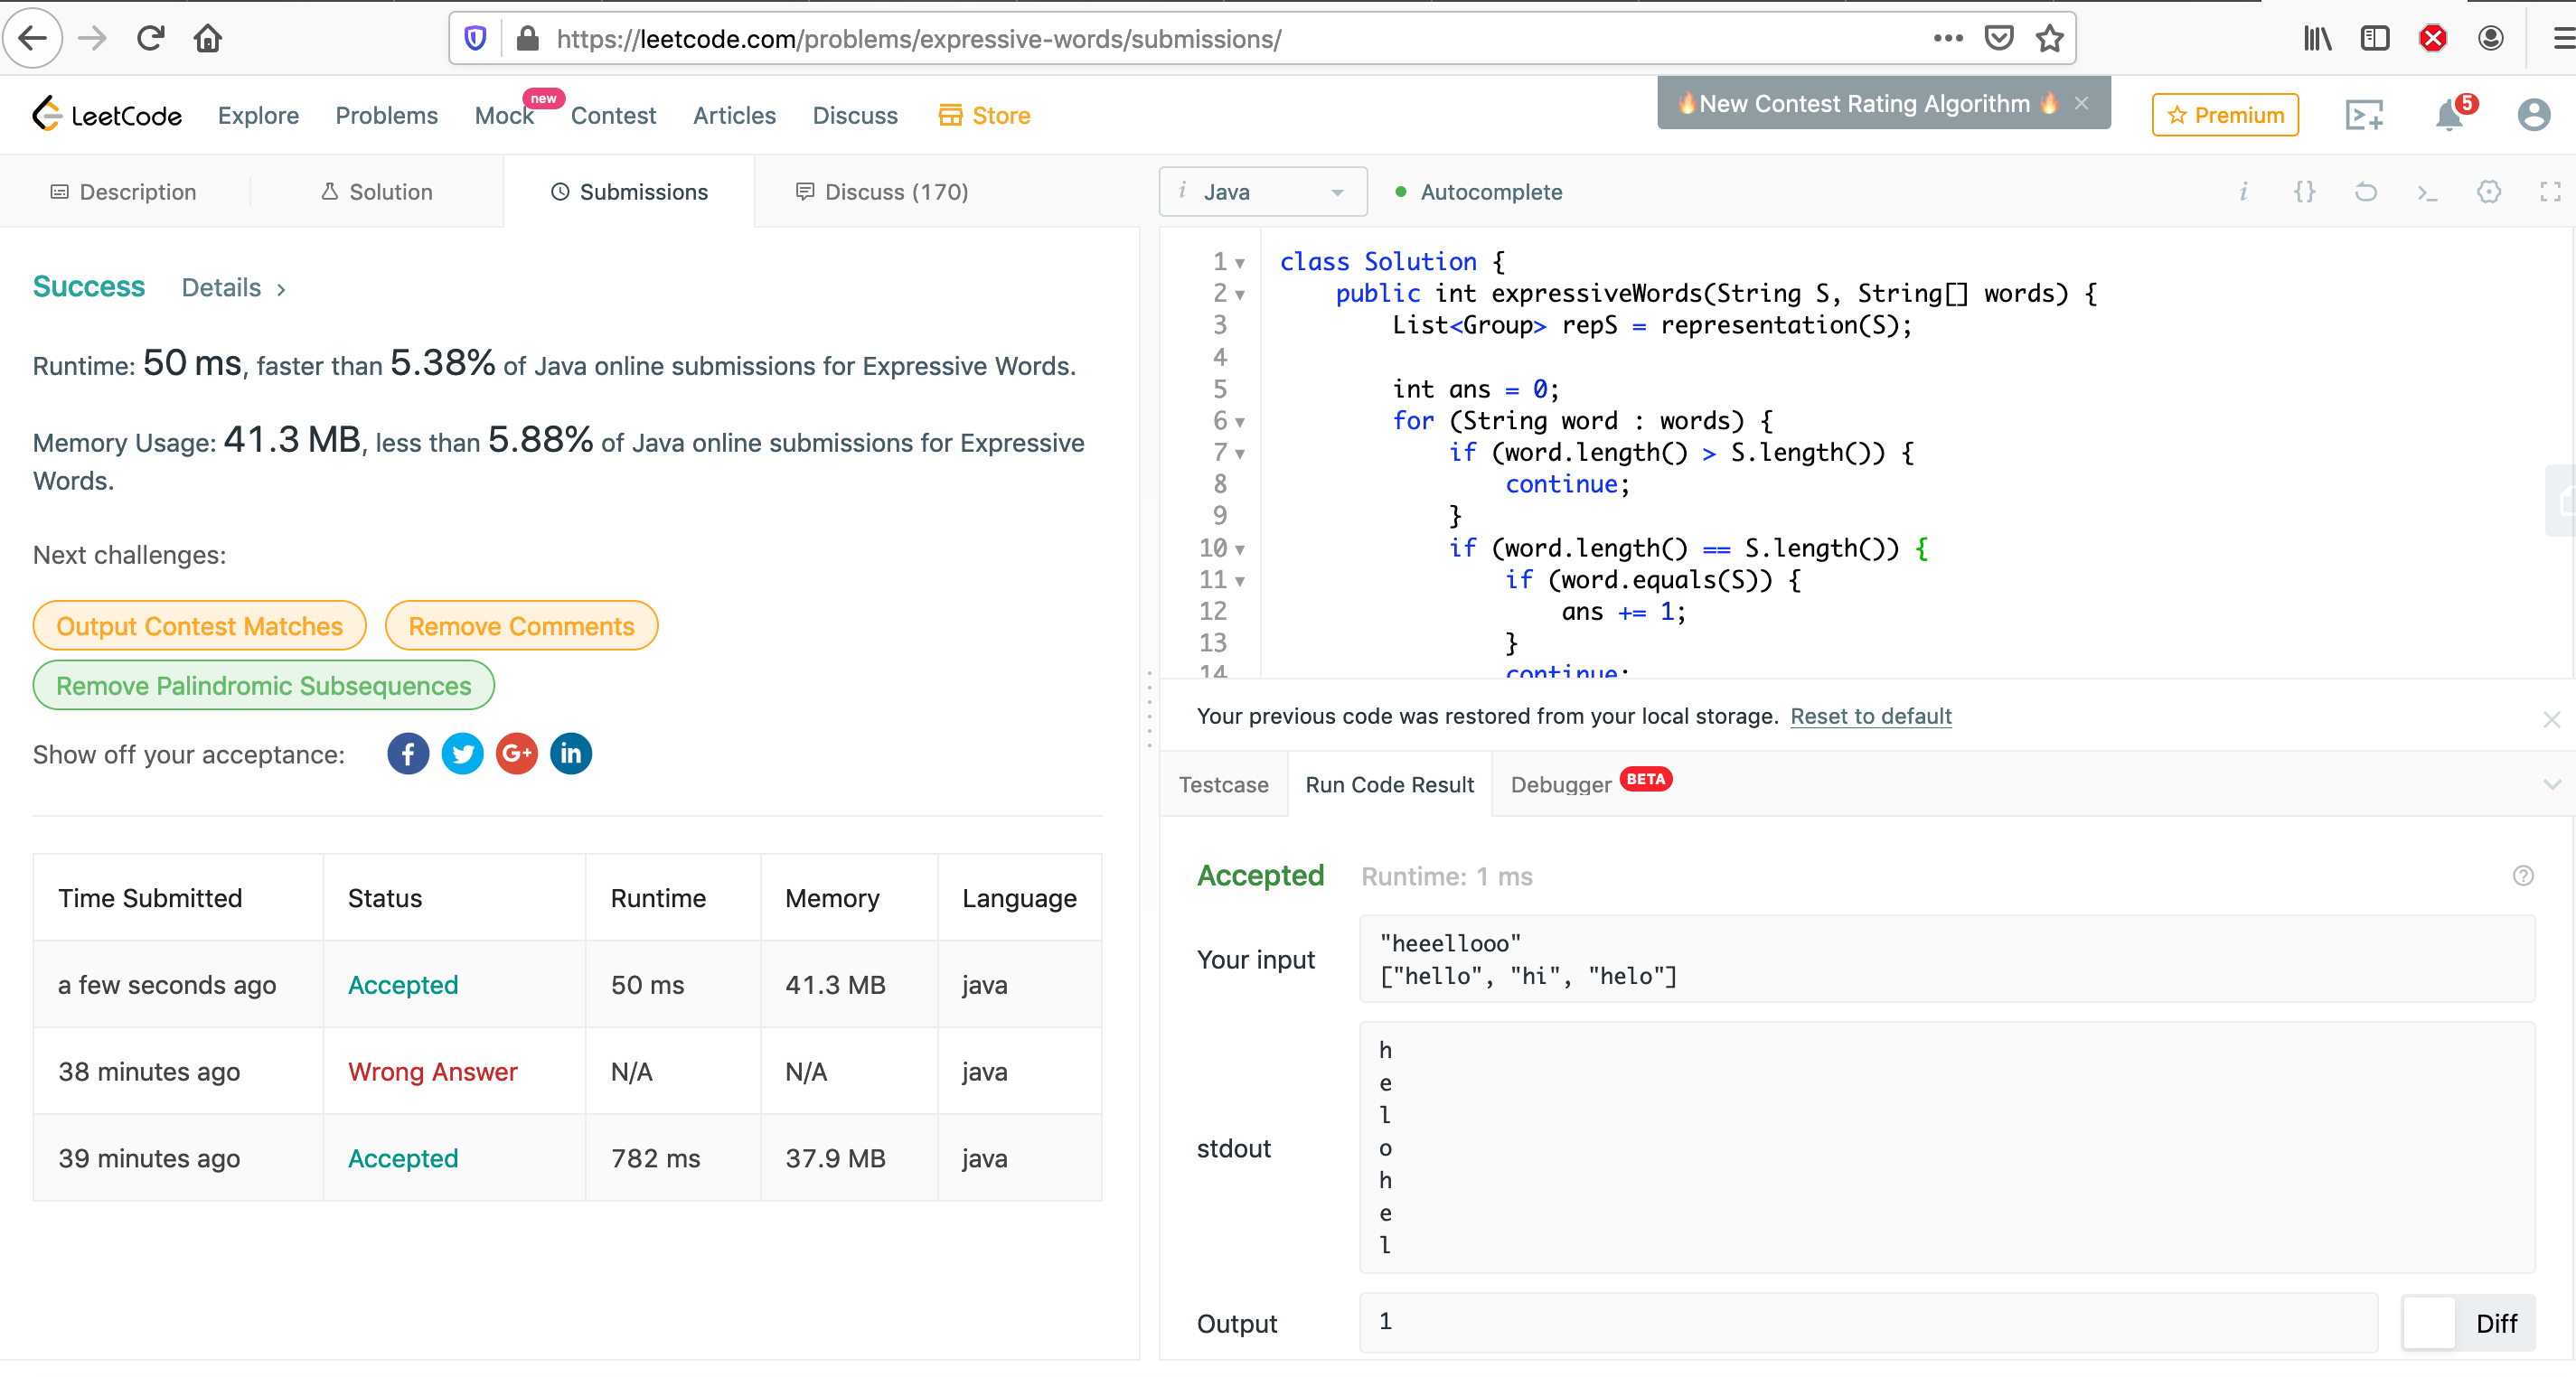 https://leetcode.com/problems/expressive-words/submissions/
LeetCode
Explore
Problems
Mock
new
Contest
Articles
Discuss
Store
🔥New Contest Rating Algorithm 🔥
Premium
5
Description
Solution
Submissions
Discuss (170)
i Java
Autocomplete
Success
Details
Runtime: 50 ms, faster than 5.38% of Java online submissions for Expressive Words.
Memory Usage: 41.3 MB, less than 5.88% of Java online submissions for Expressive
Words.
Next challenges:
Output Contest Matches
Remove Comments
Remove Palindromic Subsequences
Show off your acceptance:
Time Submitted Status Runtime Memory Language
a few seconds ago Accepted 50 ms 41.3 MB java
38 minutes ago Wrong Answer N/A N/A java
39 minutes ago Accepted 782 ms 37.9 MB java
1 class Solution {
2     public int expressiveWords(String S, String[] words) {
3         List<Group> repS = representation(S);
4
5         int ans = 0;
6         for (String word : words) {
7             if (word.length() > S.length()) {
8                 continue;
9             }
10             if (word.length() == S.length()) {
11                 if (word.equals(S)) {
12                     ans += 1;
13                 }
14                 continue;
Your previous code was restored from your local storage. Reset to default
Testcase
Run Code Result
Debugger
BETA
Accepted
Runtime: 1 ms
Your input
"heeellooo"
["hello", "hi", "helo"]
stdout
h
e
l
o
h
e
l
Output
1
Diff